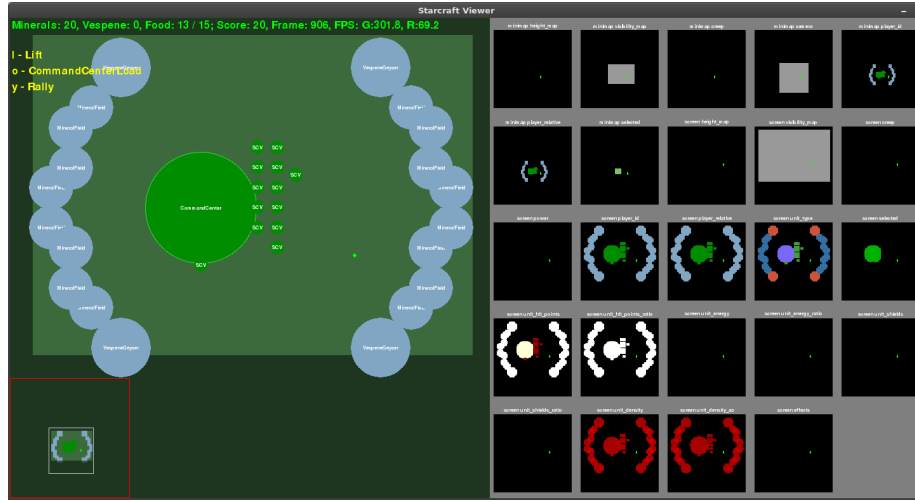 Starcraft Viewer
Minerals: 20, Vespene: 0, Food: 13 / 15; Score: 20, Frame: 906, FPS: G:301.8, R:69.2
l - Lift
o - CommandCenterLoad
y - Rally
VespeneGeyser
VespeneGeyser
MineralField
MineralField
MineralField
MineralField
MineralField
MineralField
SCV SCV
SCV SCV
SCV
SCV SCV
SCV SCV
SCV SCV
SCV
SCV
CommandCenter
MineralField
MineralField
MineralField
MineralField
VespeneGeyser
VespeneGeyser
minimap height_map
minimap visibility_map
minimap creep
minimap camera
minimap player_id
minimap player_relative
minimap selected
screen height_map
screen visibility_map
screen creep
screen power
screen player_id
screen player_relative
screen unit_type
screen selected
screen unit_hit_points
screen unit_hit_points_ratio
screen unit_energy
screen unit_energy_ratio
screen unit_shields
screen unit_shields_ratio
screen unit_density
screen unit_density_aa
screen effects